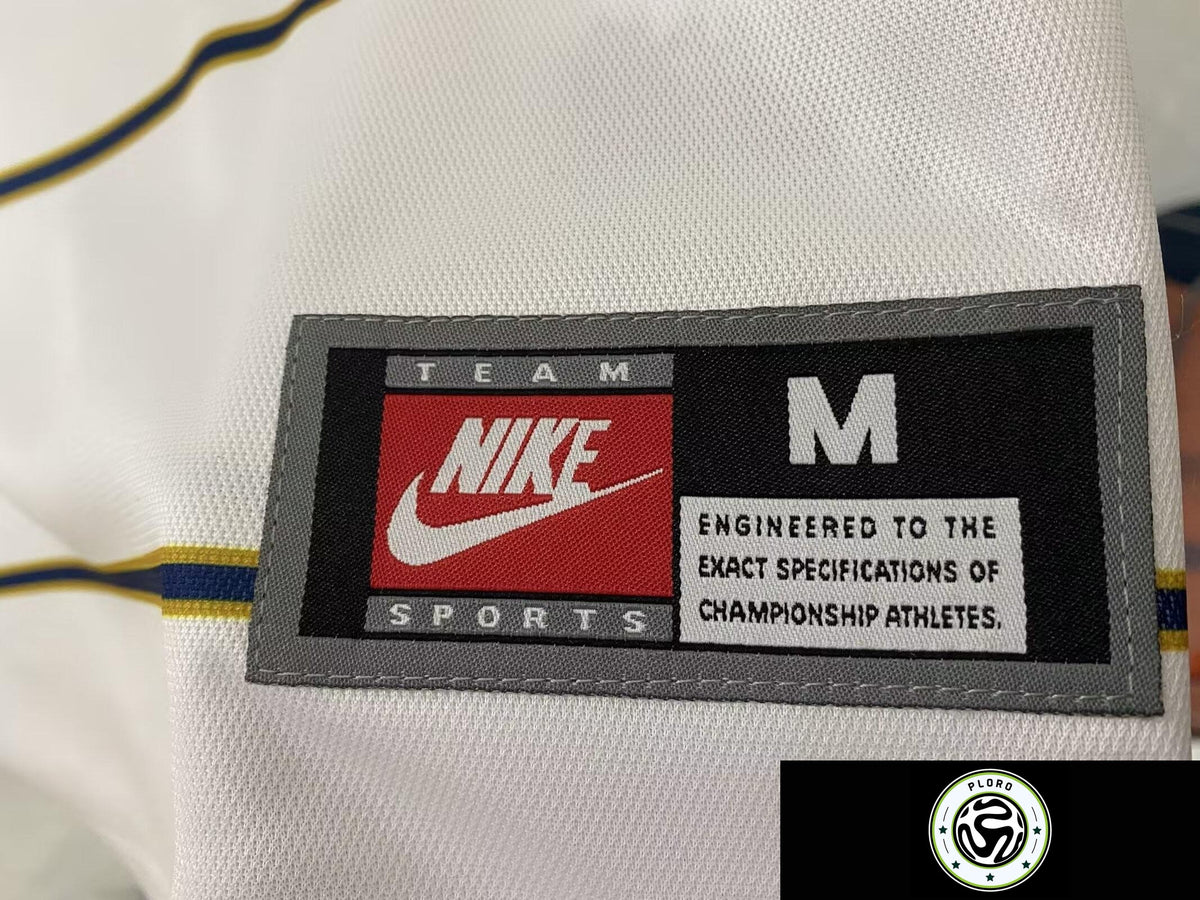 TEAM
NIKE
SPORTS
M
ENGINEERED TO THE
EXACT SPECIFICATIONS OF
CHAMPIONSHIP ATHLETES.
PLORO